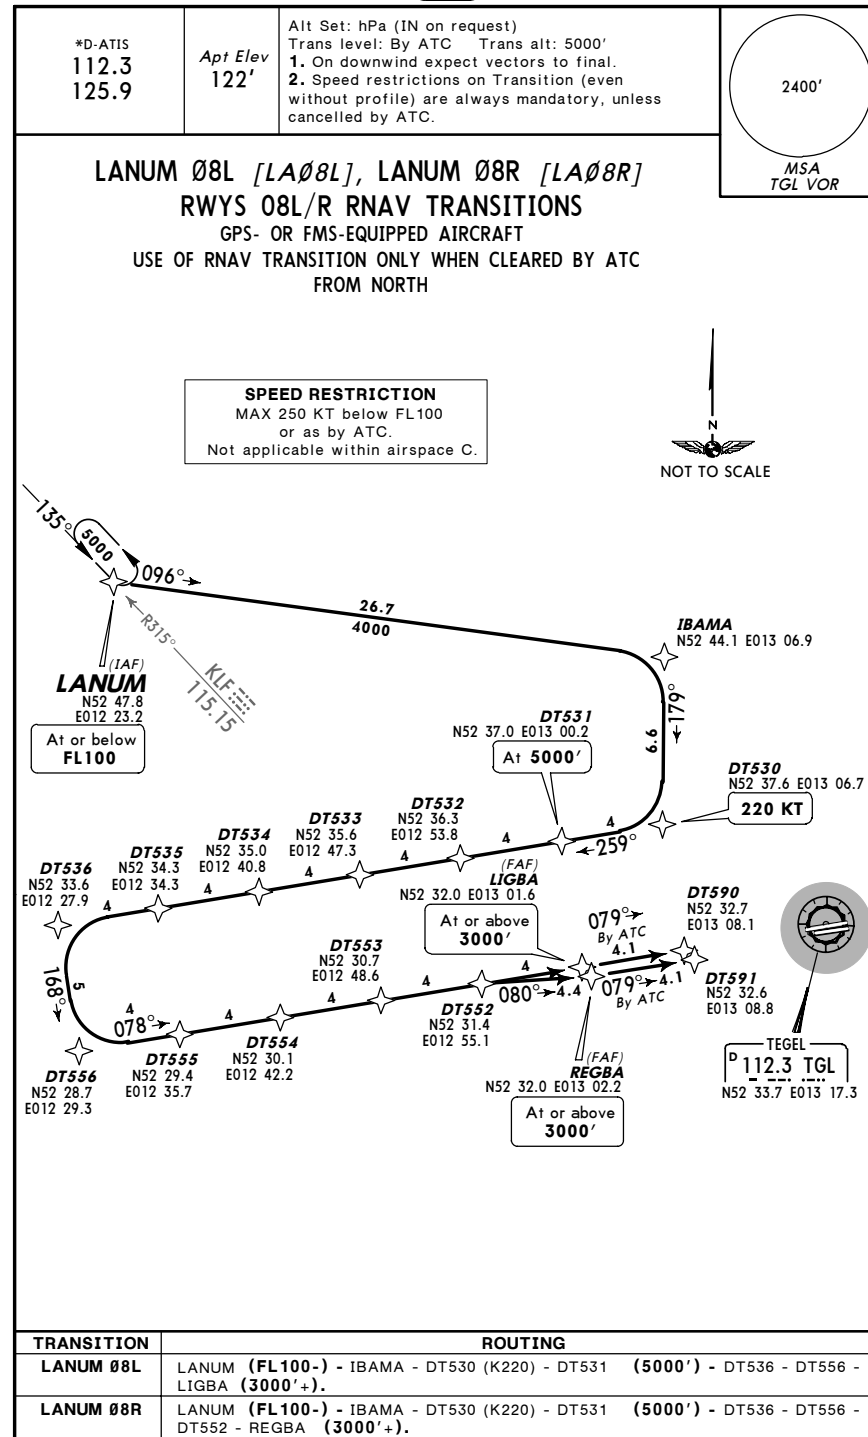 *D-ATIS
112.3
125.9
Apt Elev
122'
Alt Set: hPa (IN on request)
Trans level: By ATC Trans alt: 5000'
1. On downwind expect vectors to final.
2. Speed restrictions on Transition (even
without profile) are always mandatory, unless
cancelled by ATC.
2400'
MSA
TGL VOR
LANUM Ø8L [LAØ8L], LANUM Ø8R [LAØ8R]
RWYS 08L/R RNAV TRANSITIONS
GPS- OR FMS-EQUIPPED AIRCRAFT
USE OF RNAV TRANSITION ONLY WHEN CLEARED BY ATC
FROM NORTH
SPEED RESTRICTION
MAX 250 KT below FL100
or as by ATC.
Not applicable within airspace C.
N
NOT TO SCALE
135°
5000
096°
26.7
4000
R315°
KLF
115.15
(IAF)
LANUM
N52 47.8
E012 23.2
At or below
FL100
IBAMA
N52 44.1 E013 06.9
179°
6.6
DT530
N52 37.6 E013 06.7
220 KT
DT531
N52 37.0 E013 00.2
At 5000'
4
259°
4
DT532
N52 36.3
E012 53.8
4
DT533
N52 35.6
E012 47.3
4
DT534
N52 35.0
E012 40.8
4
DT535
N52 34.3
E012 34.3
4
DT536
N52 33.6
E012 27.9
168°
5
DT556
N52 28.7
E012 29.3
4
078°
DT555
N52 29.4
E012 35.7
4
DT554
N52 30.1
E012 42.2
4
DT553
N52 30.7
E012 48.6
4
DT552
N52 31.4
E012 55.1
4
080°
4.4
(FAF)
LIGBA
N52 32.0 E013 01.6
At or above
3000'
079°
By ATC
4.1
DT590
N52 32.7
E013 08.1
079°
4.1
By ATC
DT591
N52 32.6
E013 08.8
(FAF)
REGBA
N52 32.0 E013 02.2
At or above
3000'
TEGEL
D 112.3 TGL
N52 33.7 E013 17.3
TRANSITION ROUTING
LANUM Ø8L LANUM (FL100-) - IBAMA - DT530 (K220) - DT531 (5000') - DT536 - DT556 -
LIGBA (3000'+).
LANUM Ø8R LANUM (FL100-) - IBAMA - DT530 (K220) - DT531 (5000') - DT536 - DT556 -
DT552 - REGBA (3000'+).